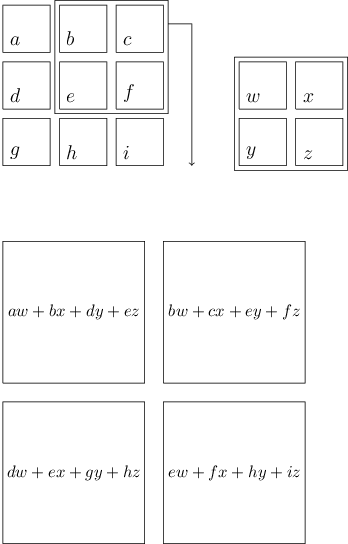 a b c
d e f w x
g h i y z
aw + bx + dy + ez bw + cx + ey + fz
dw + ex + gy + hz ew + fx + hy + iz